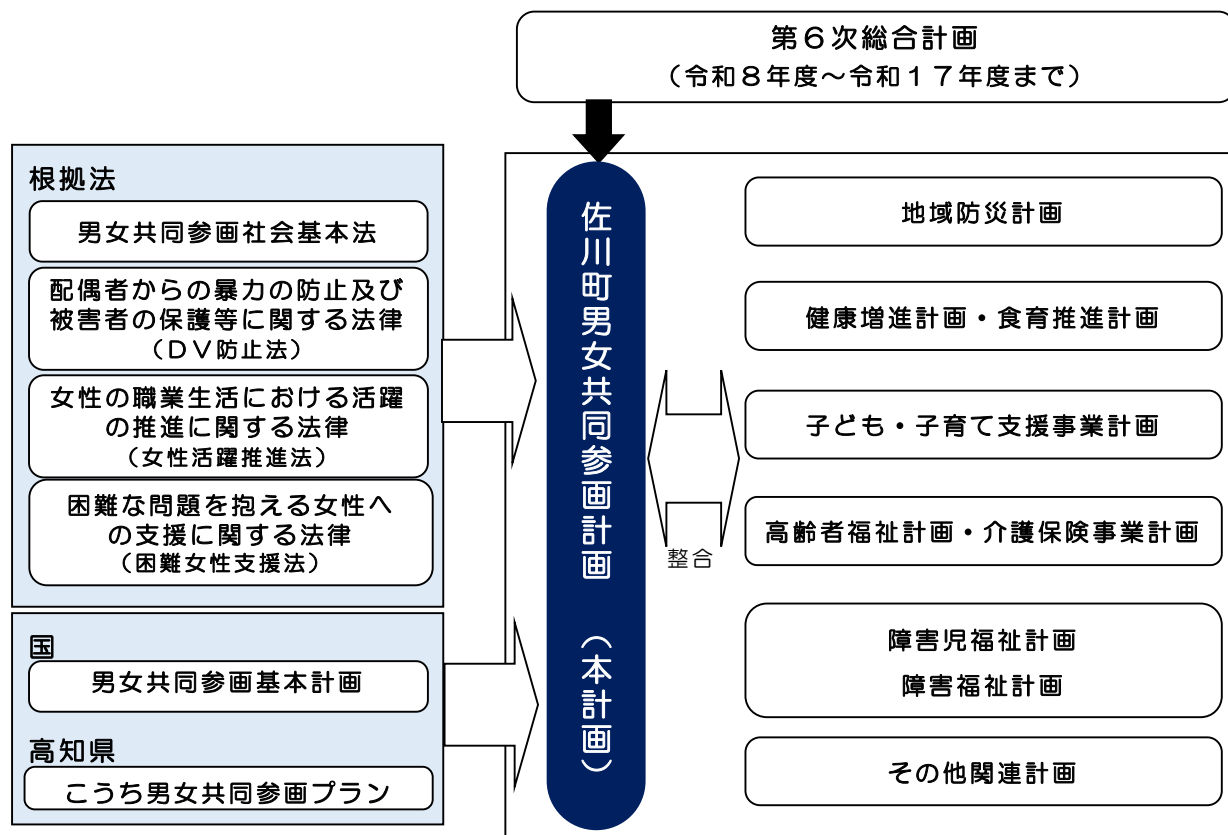 第６次総合計画
（令和８年度～令和１７年度まで）
根拠法
男女共同参画社会基本法
配偶者からの暴力の防止及び
被害者の保護等に関する法律
（ＤＶ防止法）
女性の職業生活における活躍
の推進に関する法律
（女性活躍推進法）
困難な問題を抱える女性へ
の支援に関する法律
（困難女性支援法）
国
男女共同参画基本計画
高知県
こうち男女共同参画プラン
佐川町男女共同参画計画　（本計画）
整合
地域防災計画
健康増進計画・食育推進計画
子ども・子育て支援事業計画
高齢者福祉計画・介護保険事業計画
障害児福祉計画
障害福祉計画
その他関連計画